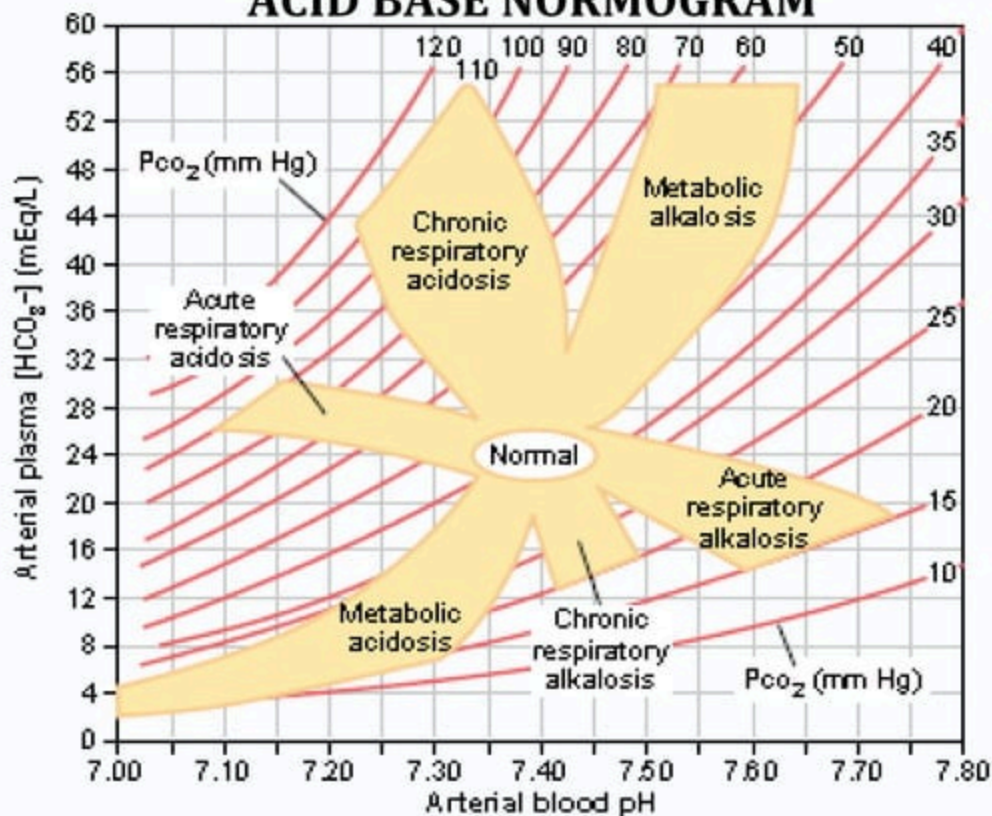 ACID BASE NORMOGRAM
60
56
52
48
44
40
36
32
28
24
20
16
12
8
4
0
Arterial plasma [HCO₃⁻] (mEq/L)
120
110
100
90
80
70
60
50
40
35
30
25
20
15
10
Pco₂ (mm Hg)
Chronic
respiratory
acidosis
Metabolic
alkalosis
Acute
respiratory
acidosis
Normal
Acute
respiratory
alkalosis
Metabolic
acidosis
Chronic
respiratory
alkalosis
Pco₂ (mm Hg)
7.00 7.10 7.20 7.30 7.40 7.50 7.60 7.70 7.80
Arterial blood pH